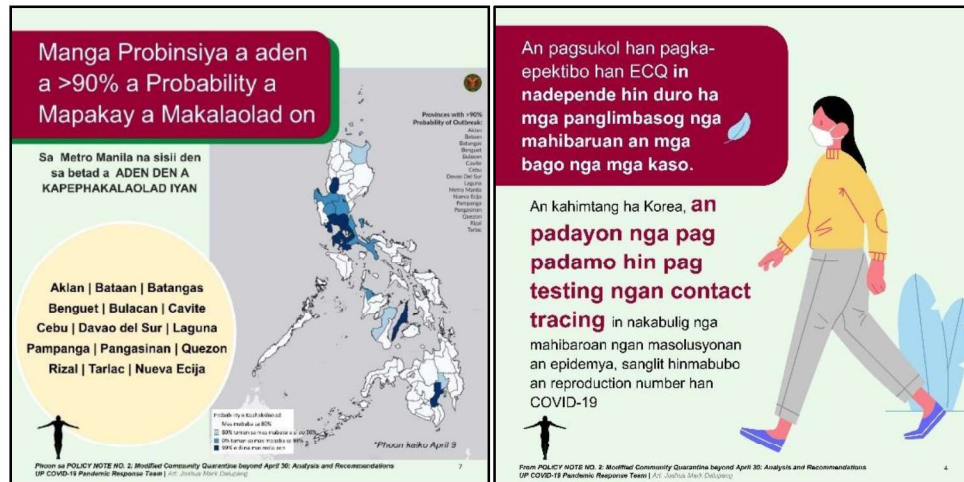 Manga Probinsiya a aden
a >90% a Probability a
Mapakay a Makalaolad on
Sa Metro Manila na sisii den
sa betad a ADEN DEN A
KAPEPHAKALAOLAD IYAN
Aklan | Bataan | Batangas
Benguet | Bulacan | Cavite
Cebu | Davao del Sur | Laguna
Pampanga | Pangasinan | Quezon
Rizal | Tarlac | Nueva Ecija
Provinces with >90%
Probability of Outbreak:
Aklan
Bataan
Batangas
Benguet
Bulacan
Cavite
Cebu
Davao Del Sur
Laguna
Metro Manila
Nueva Ecija
Pampanga
Pangasinan
Quezon
Rizal
Tarlac
Mas mababa sa 80%
*Phoon keiko April 9
Phoon sa POLICY NOTE NO. 2: Modified Community Quarantine beyond April 30: Analysis and Recommendations
UP COVID-19 Pandemic Response Team | Art: Joshua Mark Delupang
7
An pagsukol han pagka-
epektibo han ECQ in
nadepende hin duro ha
mga panglimbasog nga
mahibaruan an mga
bago nga mga kaso.
An kahimtang ha Korea, an
padayon nga pag
padamo hin pag
testing ngan contact
tracing in nakabulig nga
mahibaroan ngan masolusyonan
an epidemya, sanglit hinmabubo
an reproduction number han
COVID-19
From POLICY NOTE NO. 2: Modified Community Quarantine beyond April 30: Analysis and Recommendations
UP COVID-19 Pandemic Response Team | Art: Joshua Mark Delupang
4